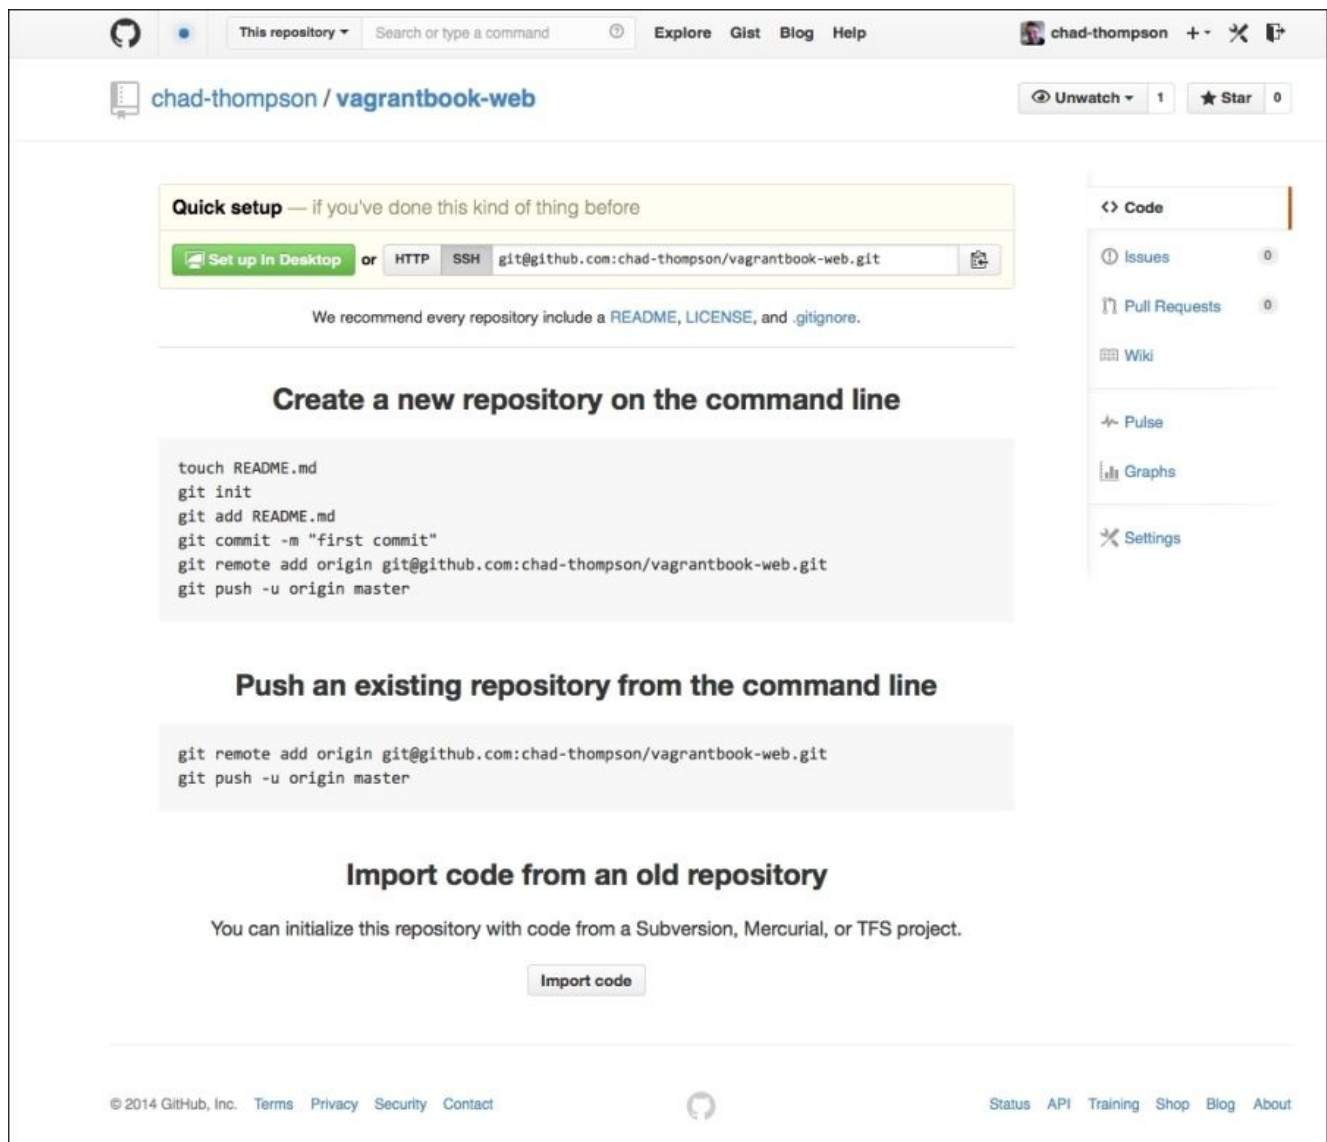 This repository Search or type a command Explore Gist Blog Help chad-thompson
chad-thompson / vagrantbook-web Unwatch 1 Star 0
Quick setup — if you've done this kind of thing before
Set up in Desktop or HTTP SSH git@github.com:chad-thompson/vagrantbook-web.git
We recommend every repository include a README, LICENSE, and .gitignore.
Create a new repository on the command line
touch README.md
git init
git add README.md
git commit -m "first commit"
git remote add origin git@github.com:chad-thompson/vagrantbook-web.git
git push -u origin master
Push an existing repository from the command line
git remote add origin git@github.com:chad-thompson/vagrantbook-web.git
git push -u origin master
Import code from an old repository
You can initialize this repository with code from a Subversion, Mercurial, or TFS project.
Import code
<> Code
Issues 0
Pull Requests 0
Wiki
Pulse
Graphs
Settings
© 2014 GitHub, Inc. Terms Privacy Security Contact
Status API Training Shop Blog About